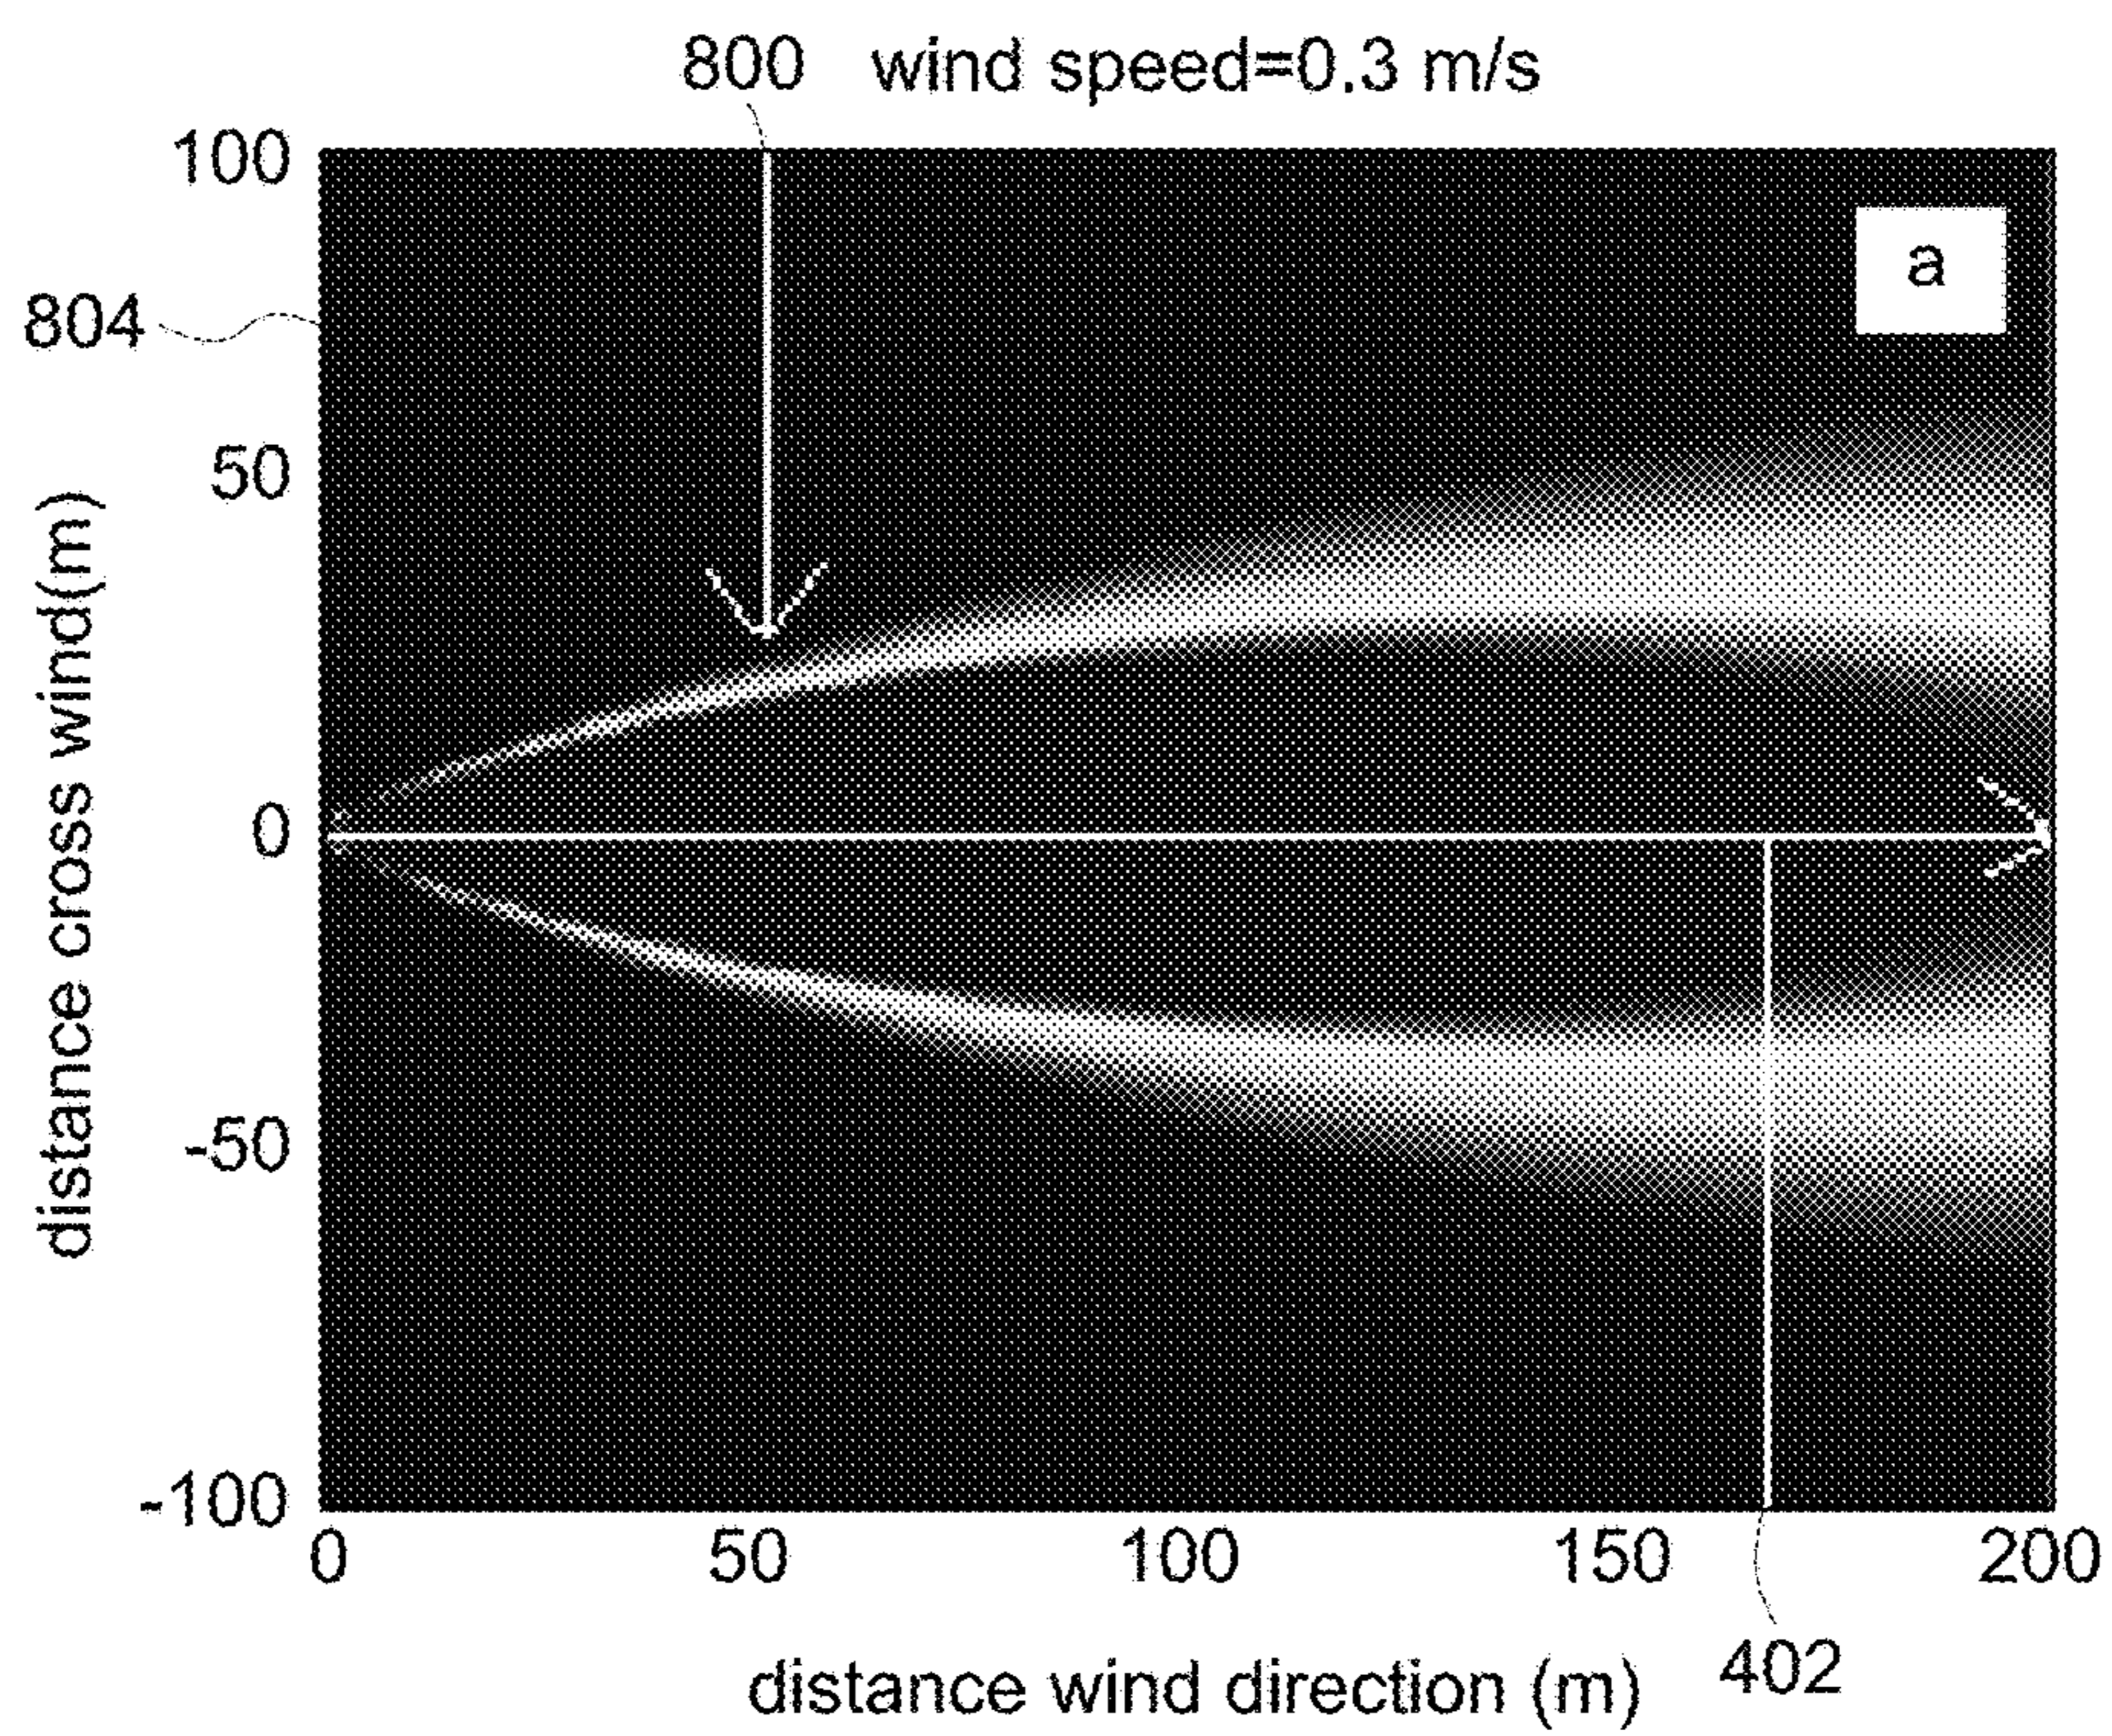 800 wind speed=0.3 m/s
100
a
804
50
0
-50
-100
distance cross wind(m)
0 50 100 150 200
402
distance wind direction (m)